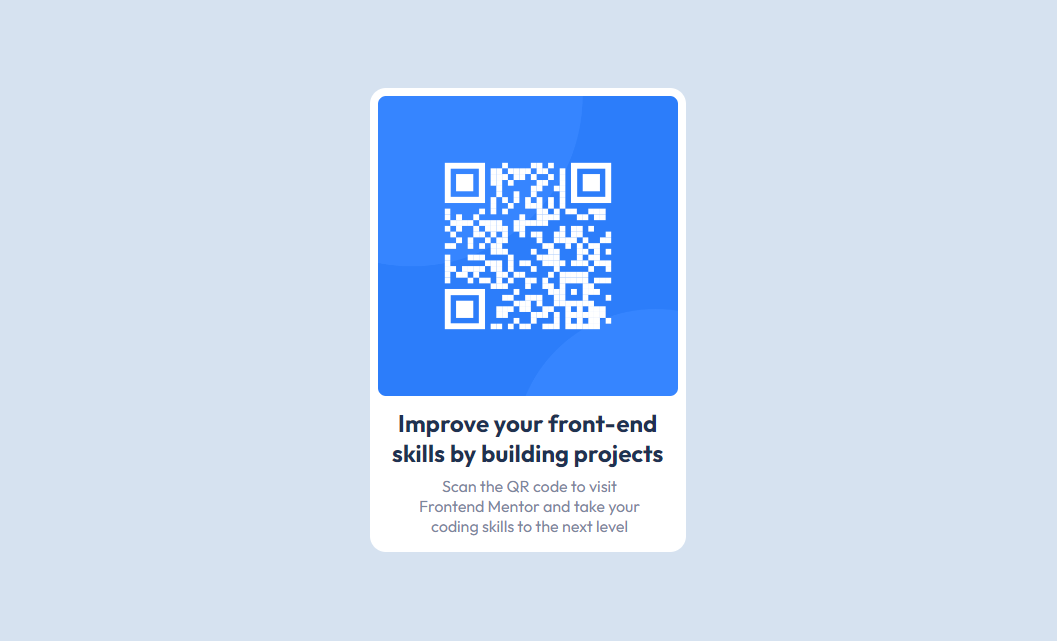 Improve your front-end
skills by building projects
Scan the QR code to visit
Frontend Mentor and take your
coding skills to the next level